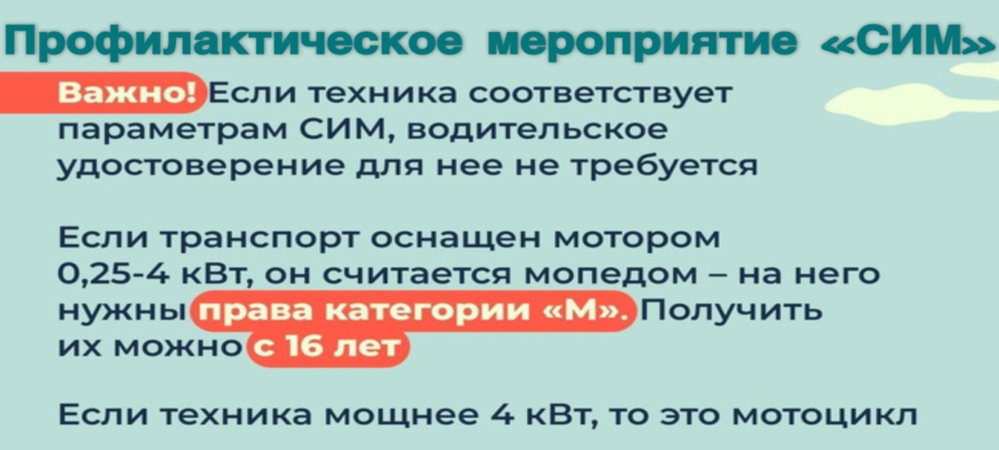 Профилактическое мероприятие «СИМ»
Важно! Если техника соответствует
параметрам СИМ, водительское
удостоверение для нее не требуется
Если транспорт оснащен мотором
0,25-4 кВт, он считается мопедом – на него
нужны права категории «М». Получить
их можно с 16 лет
Если техника мощнее 4 кВт, то это мотоцикл